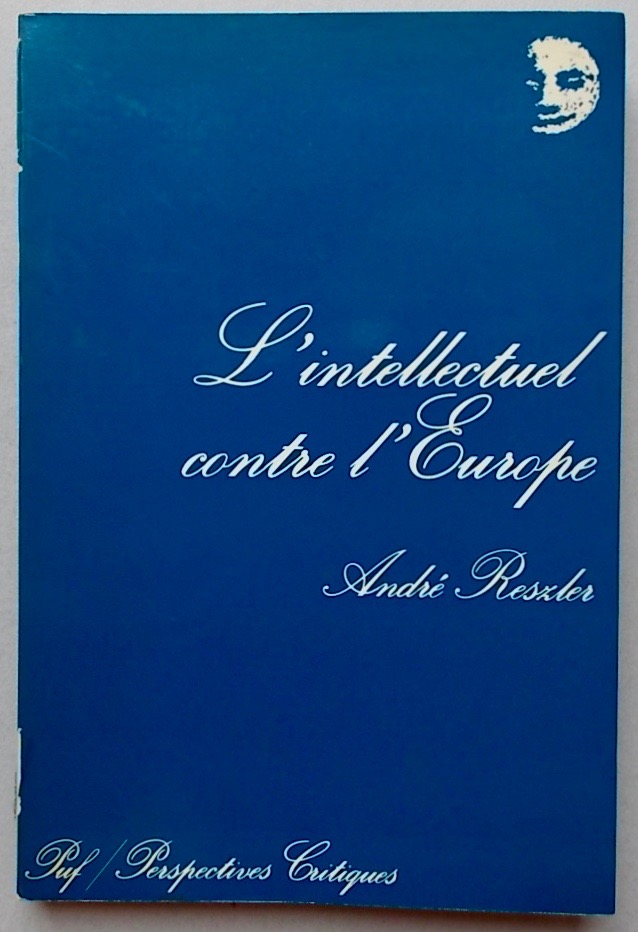 L'intellectuel
contre l'Europe
André Reszler
Puf / Perspectives Critiques